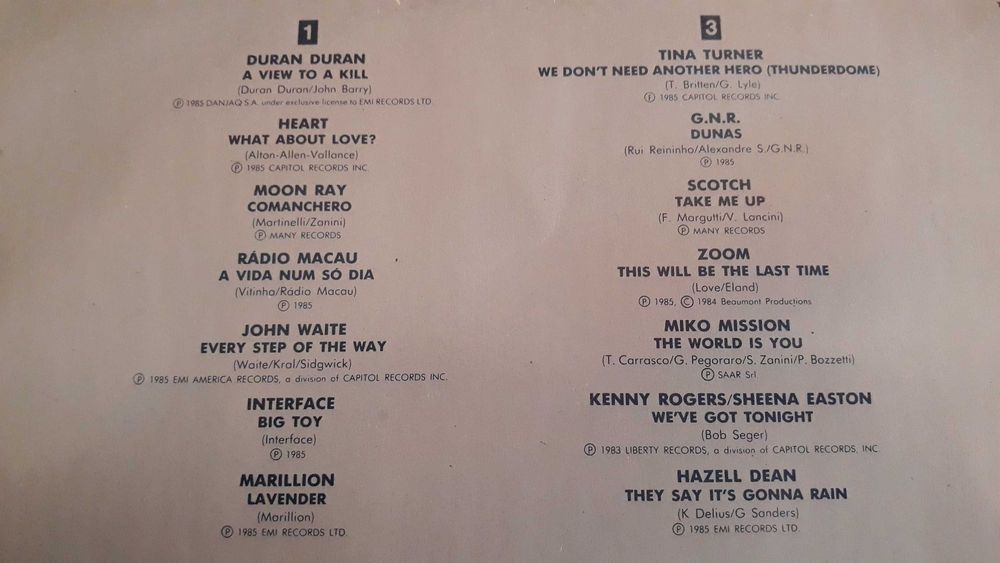 1
DURAN DURAN
A VIEW TO A KILL
(Duran Duran/John Barry)
Ⓟ 1985 DANJAQ S.A. under exclusive license to EMI RECORDS LTD.
HEART
WHAT ABOUT LOVE?
(Alton-Allen-Vallance)
Ⓟ 1985 CAPITOL RECORDS INC.
MOON RAY
COMANCHERO
(Martinelli/Zanini)
Ⓟ MANY RECORDS
RÁDIO MACAU
A VIDA NUM SÓ DIA
(Vitinha/Rádio Macau)
Ⓟ 1985
JOHN WAITE
EVERY STEP OF THE WAY
(Waite/Kral/Sidgwick)
Ⓟ 1985 EMI AMERICA RECORDS, a division of CAPITOL RECORDS INC.
INTERFACE
BIG TOY
(Interface)
Ⓟ 1985
MARILLION
LAVENDER
(Marillion)
Ⓟ 1985 EMI RECORDS LTD.
3
TINA TURNER
WE DON'T NEED ANOTHER HERO (THUNDERDOME)
(T. Britten/G. Lyle)
Ⓟ 1985 CAPITOL RECORDS INC.
G.N.R.
DUNAS
(Rui Reininho/Alexandre S./G.N.R.)
Ⓟ 1985
SCOTCH
TAKE ME UP
(F. Margutti/V. Lancini)
Ⓟ MANY RECORDS
ZOOM
THIS WILL BE THE LAST TIME
(Love/Eland)
Ⓟ 1985, Ⓒ 1984 Beaumont Productions
MIKO MISSION
THE WORLD IS YOU
(T. Carrasco/G. Pegoraro/S. Zanini/P. Bozzetti)
Ⓟ SAAR Srl
KENNY ROGERS/SHEENA EASTON
WE'VE GOT TONIGHT
(Bob Seger)
Ⓟ 1983 LIBERTY RECORDS, a division of CAPITOL RECORDS, INC.
HAZELL DEAN
THEY SAY IT'S GONNA RAIN
(K Delius/G Sanders)
Ⓟ 1985 EMI RECORDS LTD.